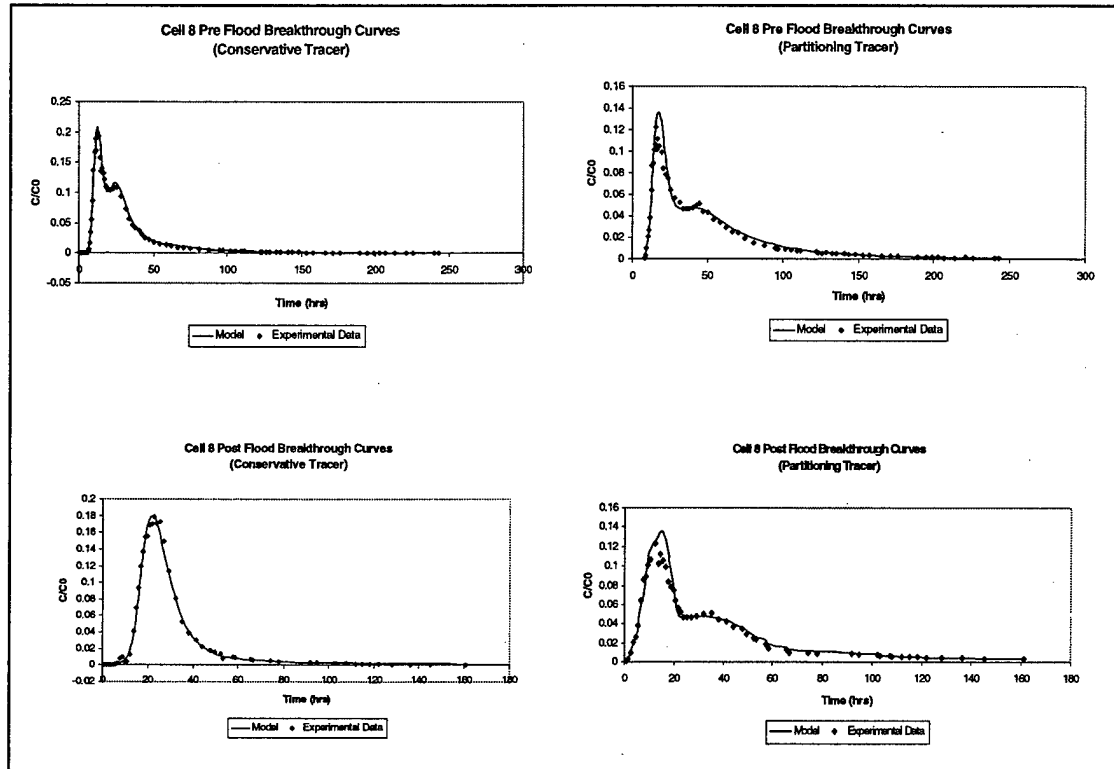 Cell 8 Pre Flood Breakthrough Curves
(Conservative Tracer)
0.25
0.2
0.15
0.1
0.05
0
-0.05
C/C0
0 50 100 150 200 250 300
Time (hrs)
Model Experimental Data
Cell 8 Pre Flood Breakthrough Curves
(Partitioning Tracer)
0.16
0.14
0.12
0.1
0.08
0.06
0.04
0.02
0
C/C0
0 50 100 150 200 250 300
Time (hrs)
Model Experimental Data
Cell 8 Post Flood Breakthrough Curves
(Conservative Tracer)
0.2
0.18
0.16
0.14
0.12
0.1
0.08
0.06
0.04
0.02
0
-0.02
C/C0
0 20 40 60 80 100 120 140 160 180
Time (hrs)
Model Experimental Data
Cell 8 Post Flood Breakthrough Curves
(Partitioning Tracer)
0.16
0.14
0.12
0.1
0.08
0.06
0.04
0.02
0
C/C0
0 20 40 60 80 100 120 140 160 180
Time (hrs)
Model Experimental Data